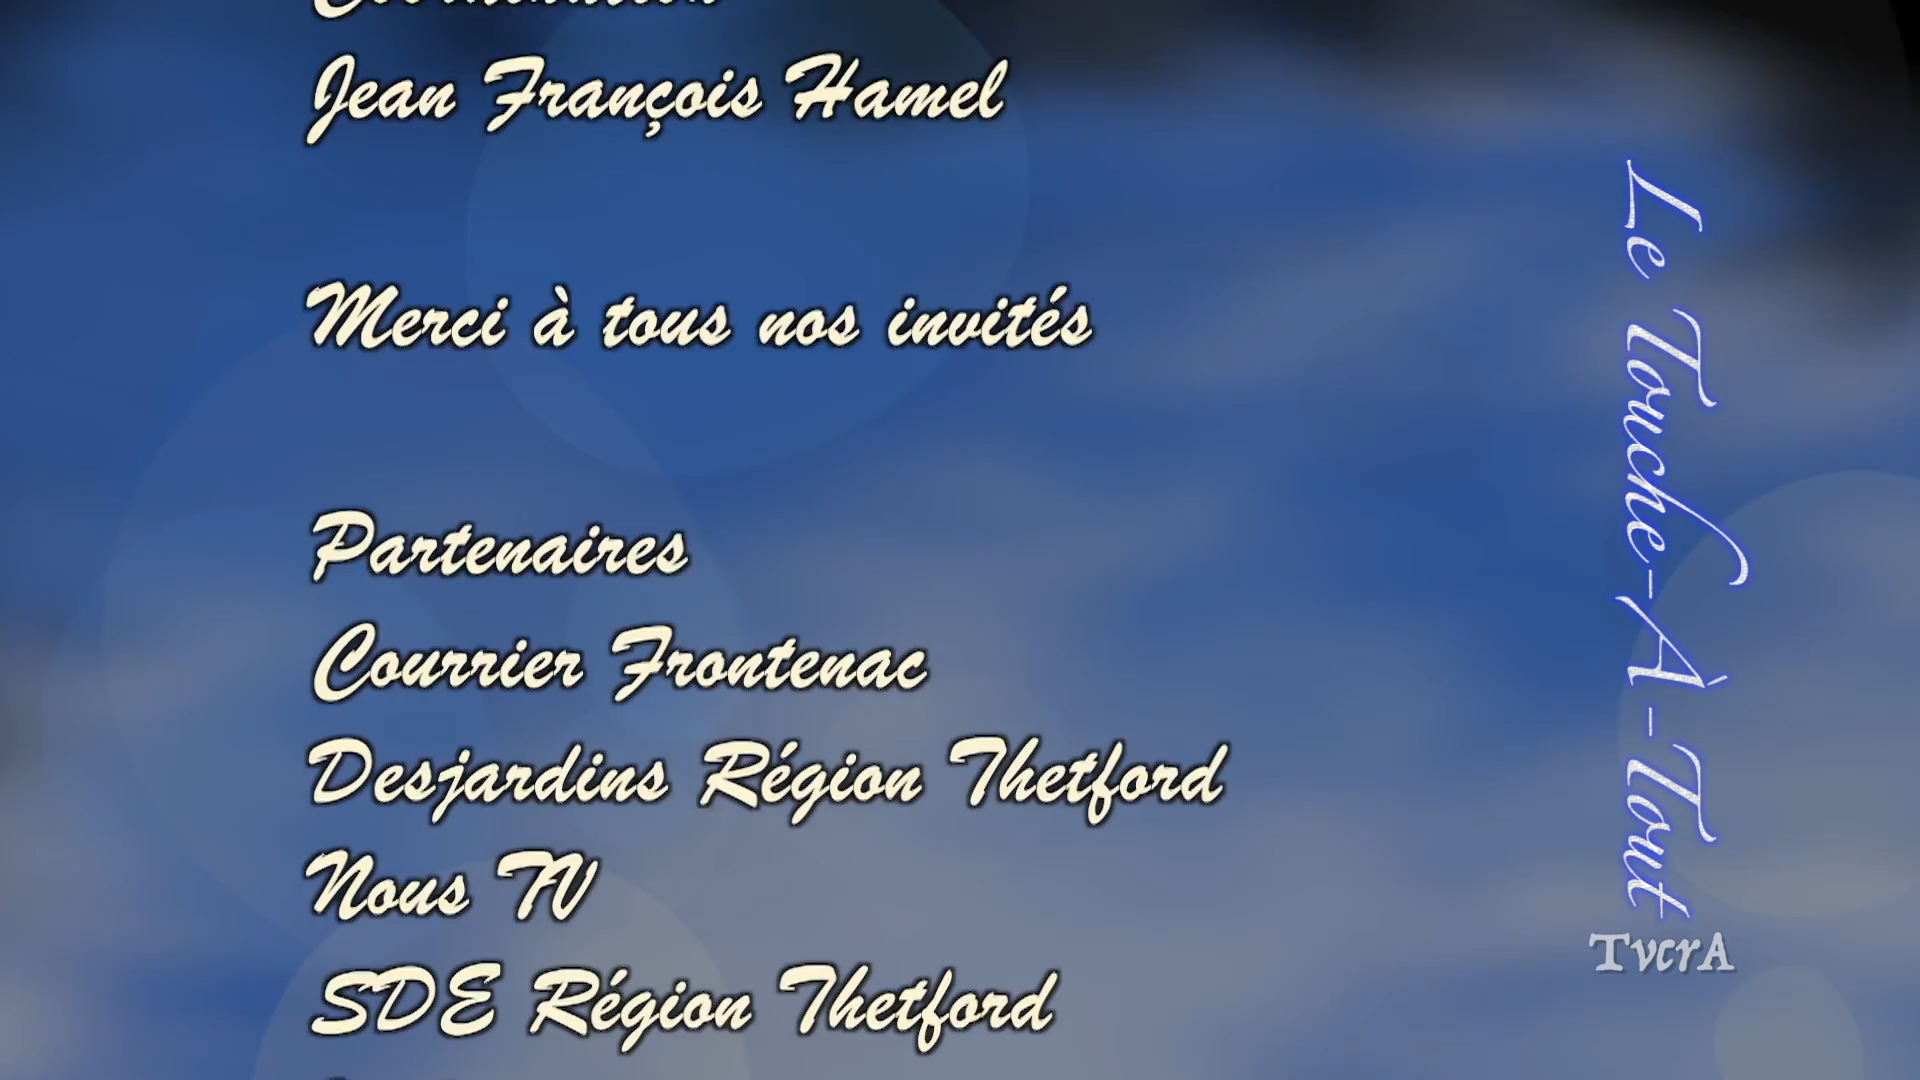 Coordination
Jean François Hamel
Merci à tous nos invités
Partenaires
Courrier Frontenac
Desjardins Région Thetford
Nous TV
SDE Région Thetford
Le Touche-À-Tout
TvcrA